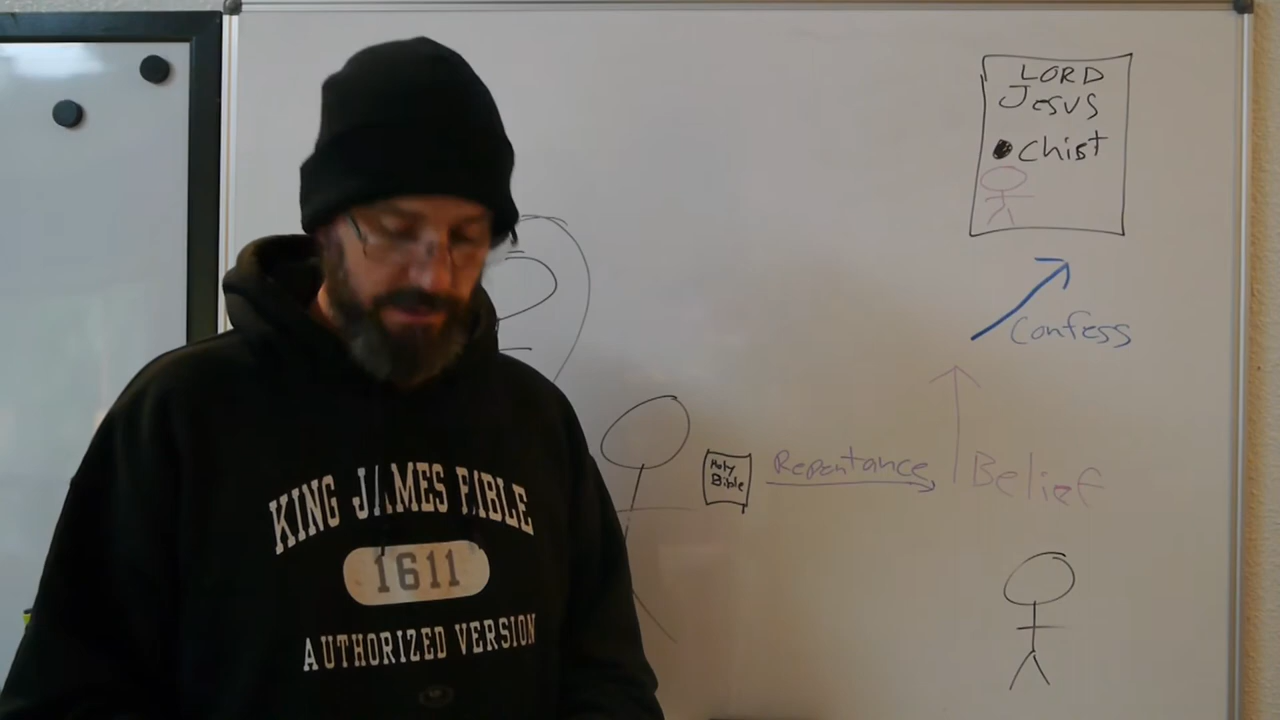 LORD
Jesus
Chist
Confess
Holy
Bible
Repentance
Belief
KING JAMES BIBLE
1611
AUTHORIZED VERSION